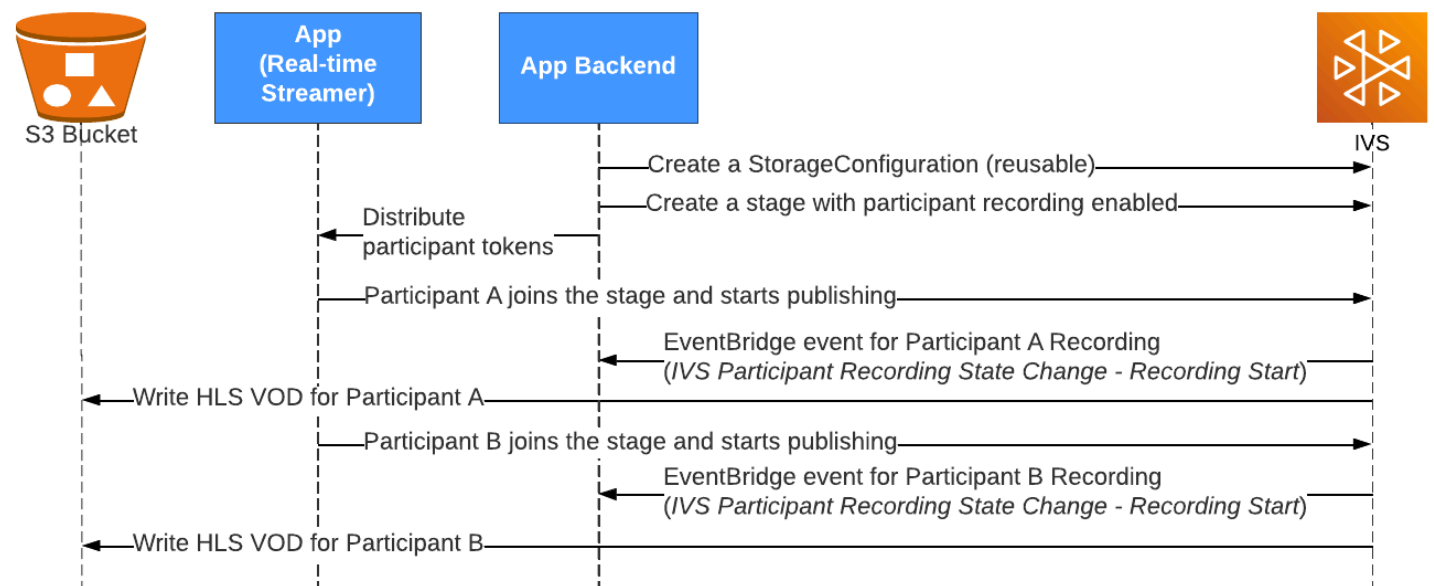 App
(Real-time
Streamer)
App Backend
S3 Bucket
IVS
Create a StorageConfiguration (reusable)
Create a stage with participant recording enabled
Distribute
participant tokens
Participant A joins the stage and starts publishing
EventBridge event for Participant A Recording
(IVS Participant Recording State Change - Recording Start)
Write HLS VOD for Participant A
Participant B joins the stage and starts publishing
EventBridge event for Participant B Recording
(IVS Participant Recording State Change - Recording Start)
Write HLS VOD for Participant B